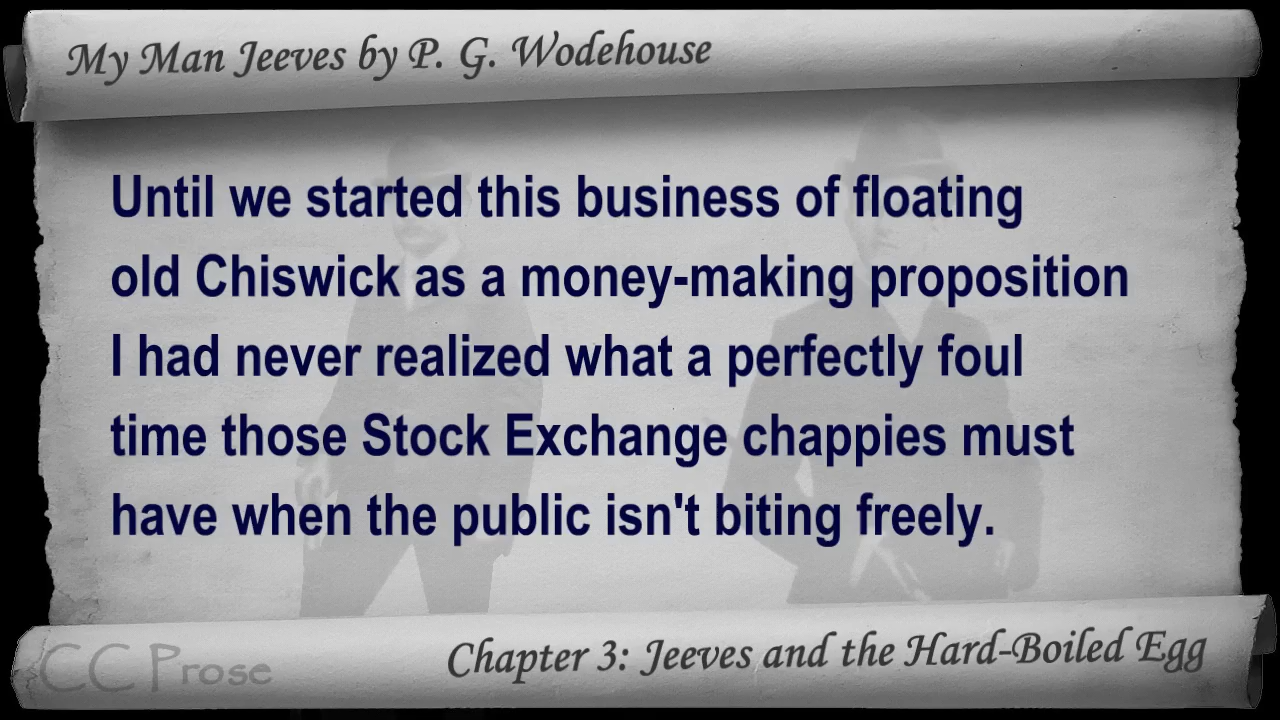 My Man Jeeves by P. G. Wodehouse
Until we started this business of floating
old Chiswick as a money-making proposition
I had never realized what a perfectly foul
time those Stock Exchange chappies must
have when the public isn't biting freely.
CC Prose
Chapter 3: Jeeves and the Hard-Boiled Egg